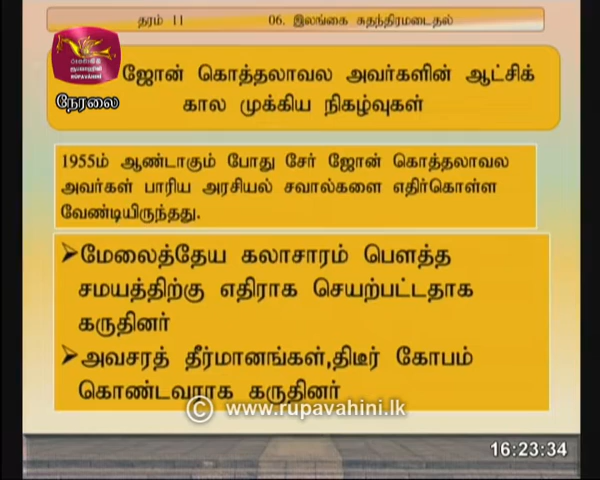 தரம் 11 06. இலங்கை சுதந்திரமடைதல்
ஜோன் கொத்தலாவல அவர்களின் ஆட்சிக்
கால முக்கிய நிகழ்வுகள்
நேரலை
1955ம் ஆண்டாகும் போது சேர் ஜோன் கொத்தலாவல
அவர்கள் பாரிய அரசியல் சவால்களை எதிர்கொள்ள
வேண்டியிருந்தது.
➢மேலைத்தேய கலாசாரம் பௌத்த
சமயத்திற்கு எதிராக செயற்பட்டதாக
கருதினர்
➢அவசரத் தீர்மானங்கள்,திடீர் கோபம்
கொண்டவராக கருதினர்
© www.rupavahini.lk
16:23:34